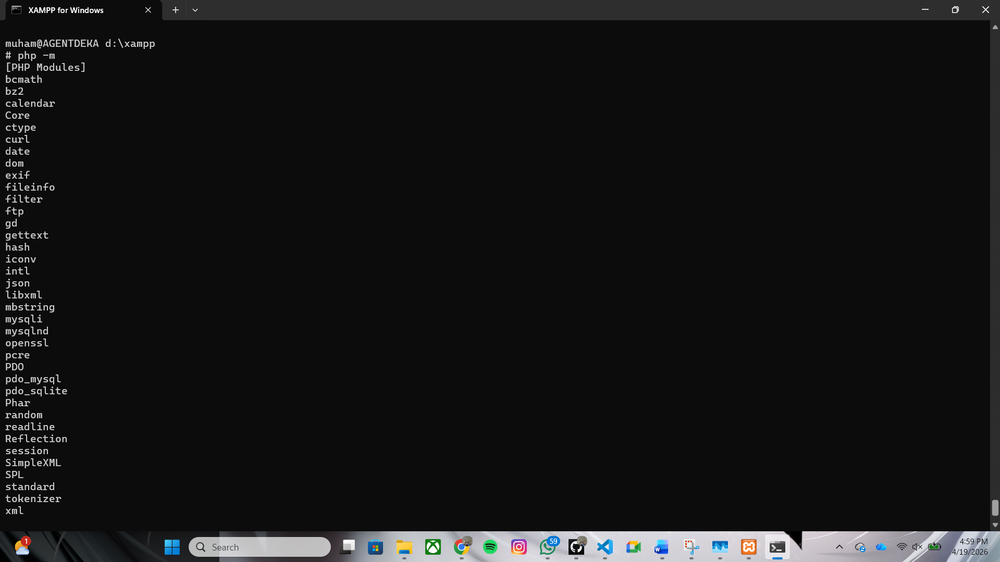 XAMPP for Windows
muham@AGENTDEKA d:\xampp
# php -m
[PHP Modules]
bcmath
bz2
calendar
Core
ctype
curl
date
dom
exif
fileinfo
filter
ftp
gd
gettext
hash
iconv
intl
json
libxml
mbstring
mysqli
mysqlnd
openssl
pcre
PDO
pdo_mysql
pdo_sqlite
Phar
random
readline
Reflection
session
SimpleXML
SPL
standard
tokenizer
xml
1
Search
59
4:59 PM
4/19/2026